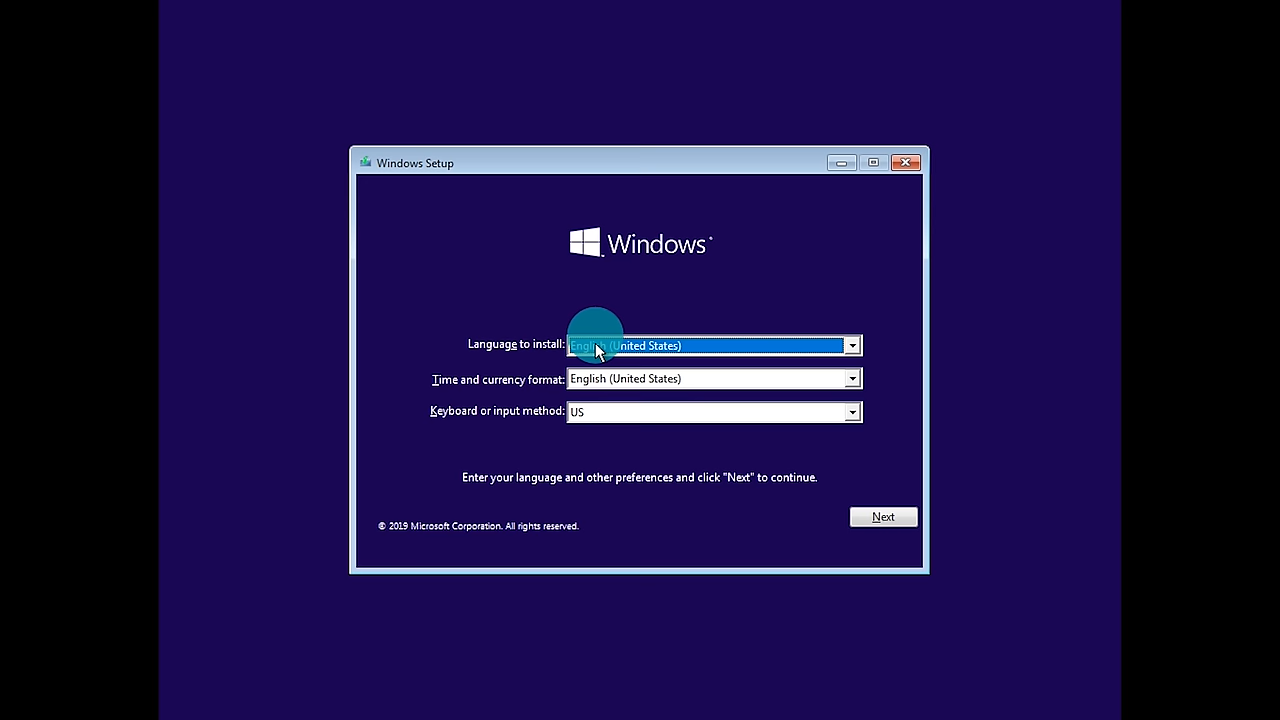 Windows Setup
Windows
Language to install: English (United States)
Time and currency format: English (United States)
Keyboard or input method: US
Enter your language and other preferences and click "Next" to continue.
Next
© 2019 Microsoft Corporation. All rights reserved.